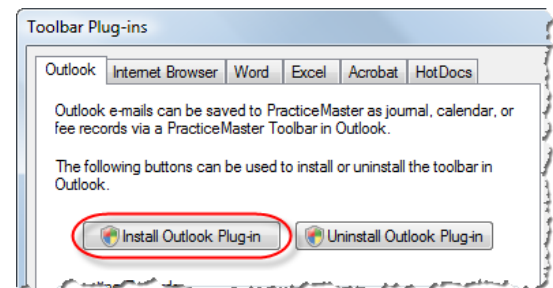 Toolbar Plug-ins
Outlook Internet Browser Word Excel Acrobat HotDocs
Outlook e-mails can be saved to PracticeMaster as journal, calendar, or
fee records via a PracticeMaster Toolbar in Outlook.
The following buttons can be used to install or uninstall the toolbar in
Outlook.
Install Outlook Plug-in Uninstall Outlook Plug-in